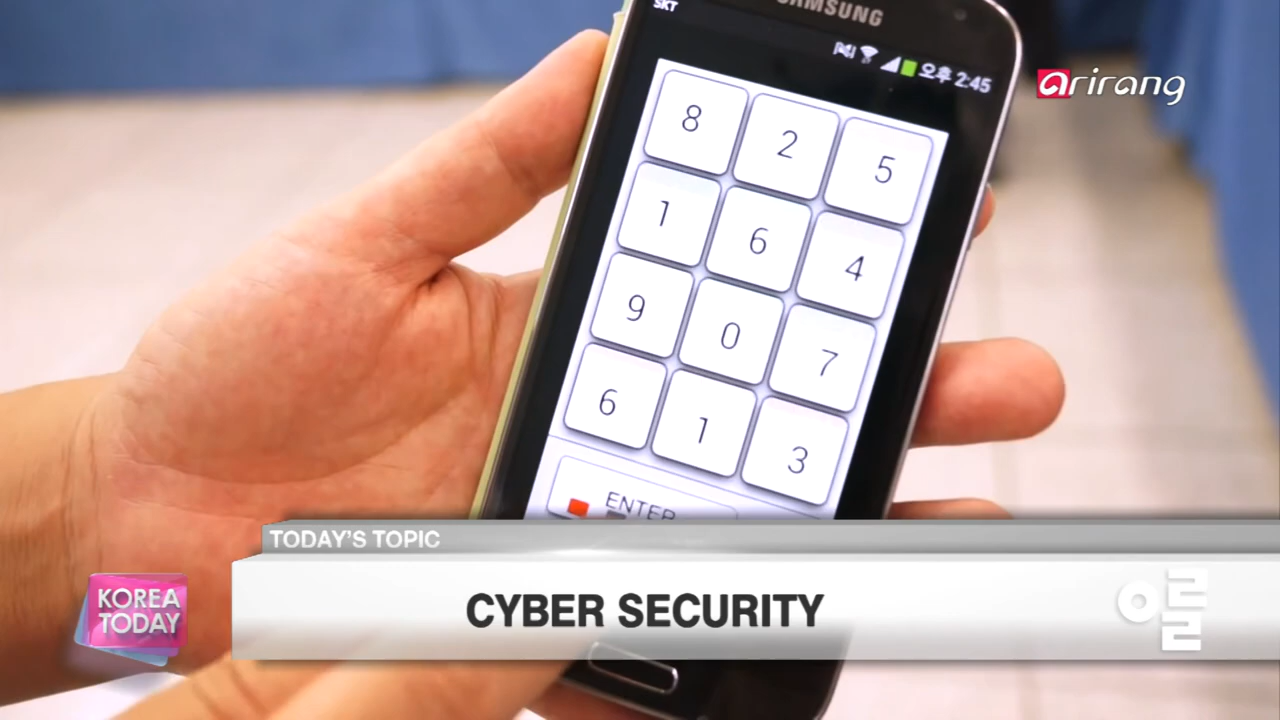 SKT
SAMSUNG
오후 2:45
arirang
8 2 5
1 6 4
9 0 7
6 1 3
ENTER
TODAY'S TOPIC
CYBER SECURITY
KOREA
TODAY